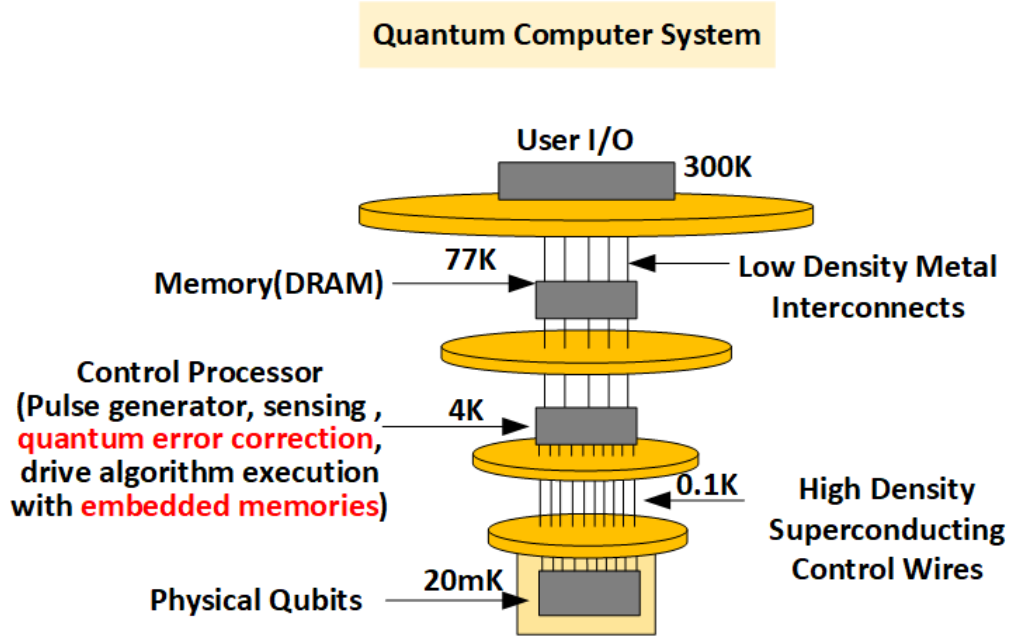 Quantum Computer System
User I/O
300K
77K
Memory(DRAM)
Low Density Metal
Interconnects
Control Processor
(Pulse generator, sensing ,
quantum error correction,
drive algorithm execution
with embedded memories)
4K
0.1K
High Density
Superconducting
Control Wires
Physical Qubits
20mK